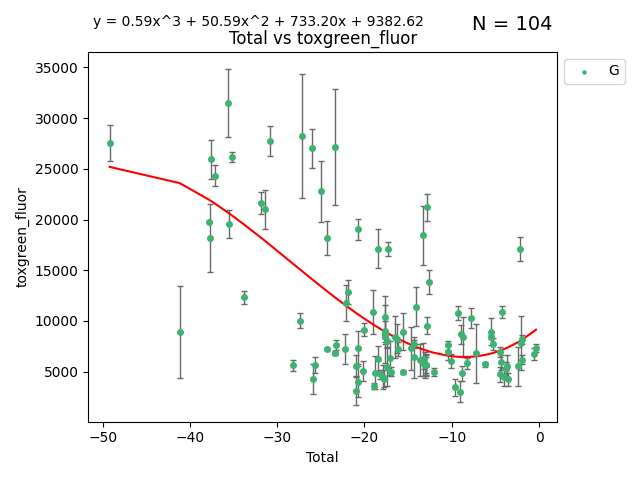 y = 0.59x^3 + 50.59x^2 + 733.20x + 9382.62
N = 104
Total vs toxgreen_fluor
G
35000
30000
25000
20000
15000
10000
5000
toxgreen_fluor
−50
−40
−30
−20
−10
0
Total